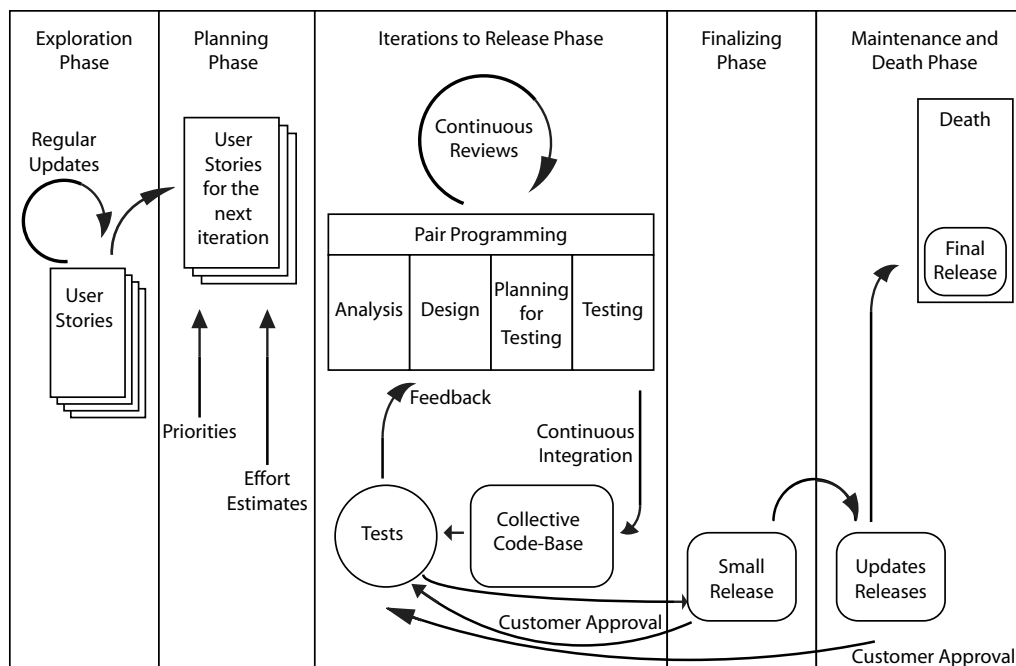 Exploration
Phase
Planning
Phase
Iterations to Release Phase
Finalizing
Phase
Maintenance and
Death Phase
Regular
Updates
User
Stories
User
Stories
for the
next
iteration
Priorities
Effort
Estimates
Continuous
Reviews
Pair Programming
Analysis
Design
Planning
for
Testing
Testing
Feedback
Continuous
Integration
Tests
Collective
Code-Base
Customer Approval
Small
Release
Updates
Releases
Customer Approval
Death
Final
Release